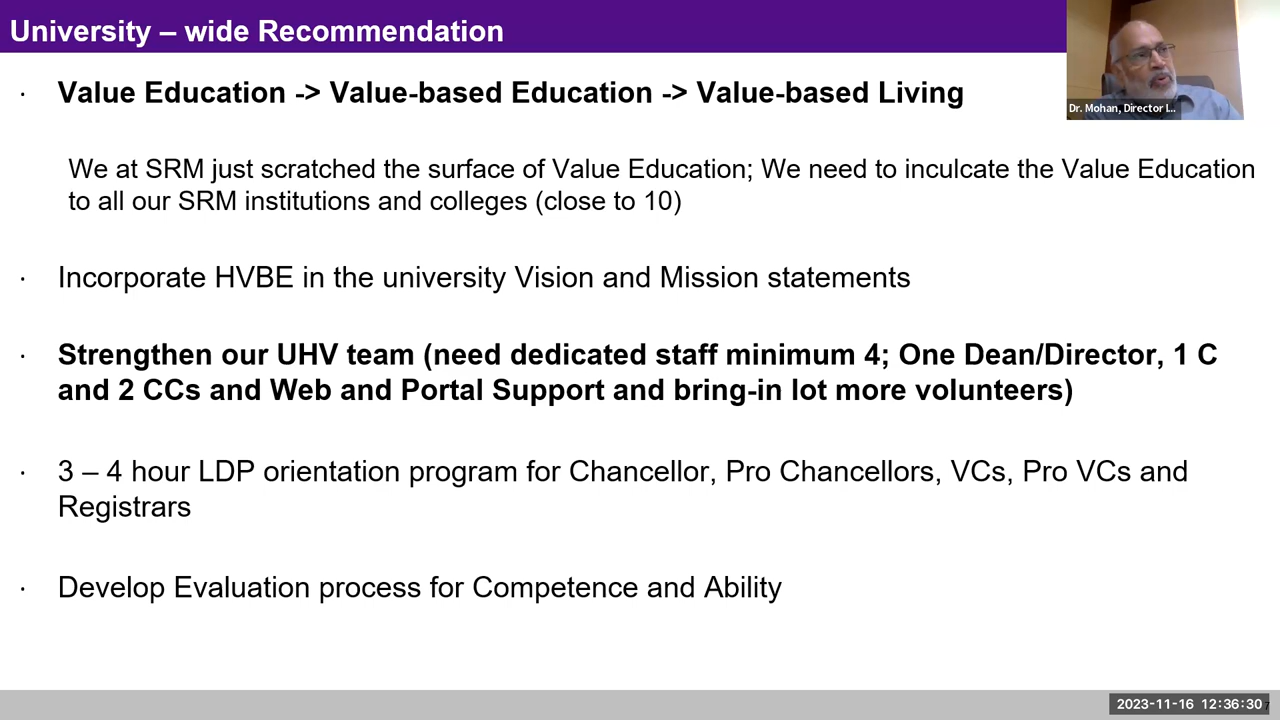 University – wide Recommendation
Dr. Mohan, Director I...
· Value Education -> Value-based Education -> Value-based Living
We at SRM just scratched the surface of Value Education; We need to inculcate the Value Education
to all our SRM institutions and colleges (close to 10)
· Incorporate HVBE in the university Vision and Mission statements
· Strengthen our UHV team (need dedicated staff minimum 4; One Dean/Director, 1 C
and 2 CCs and Web and Portal Support and bring-in lot more volunteers)
· 3 – 4 hour LDP orientation program for Chancellor, Pro Chancellors, VCs, Pro VCs and
Registrars
· Develop Evaluation process for Competence and Ability
2023-11-16 12:36:30